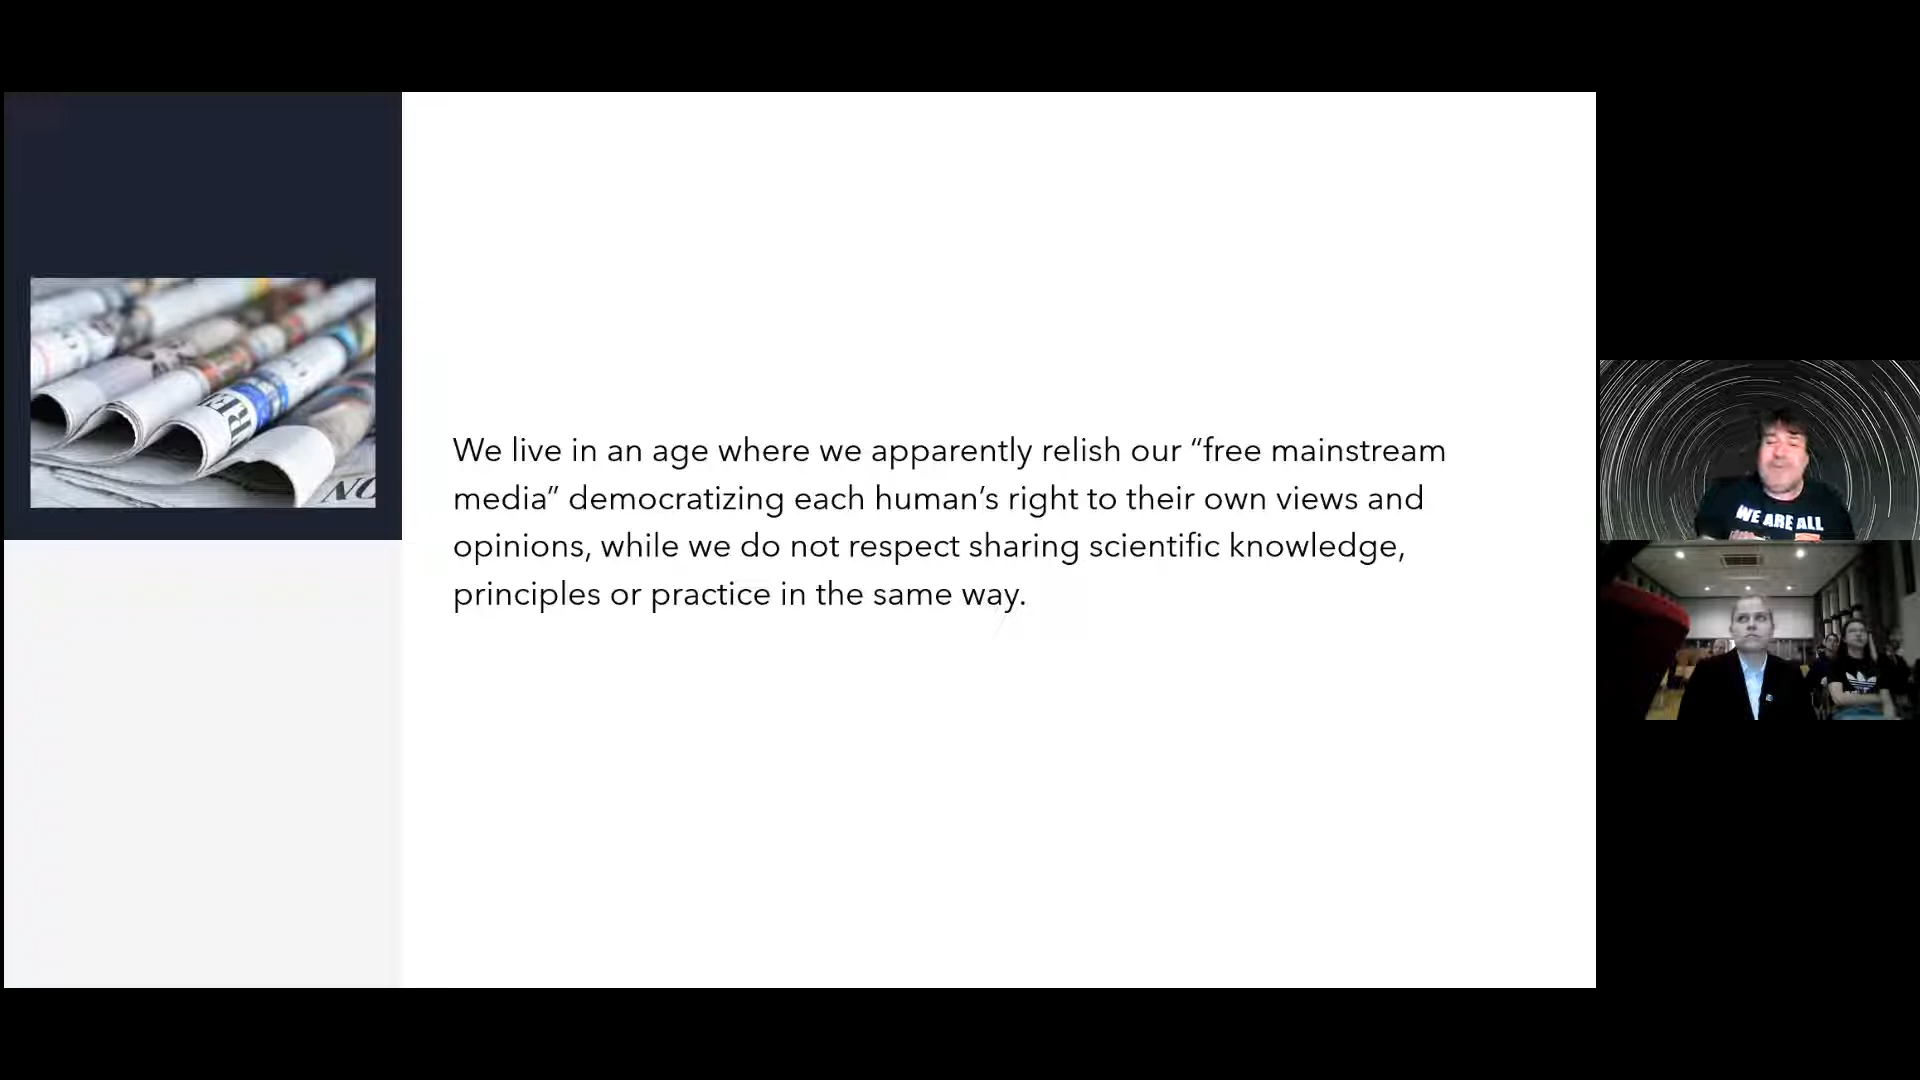 We live in an age where we apparently relish our “free mainstream
media” democratizing each human’s right to their own views and
opinions, while we do not respect sharing scientific knowledge,
principles or practice in the same way.
WE ARE ALL